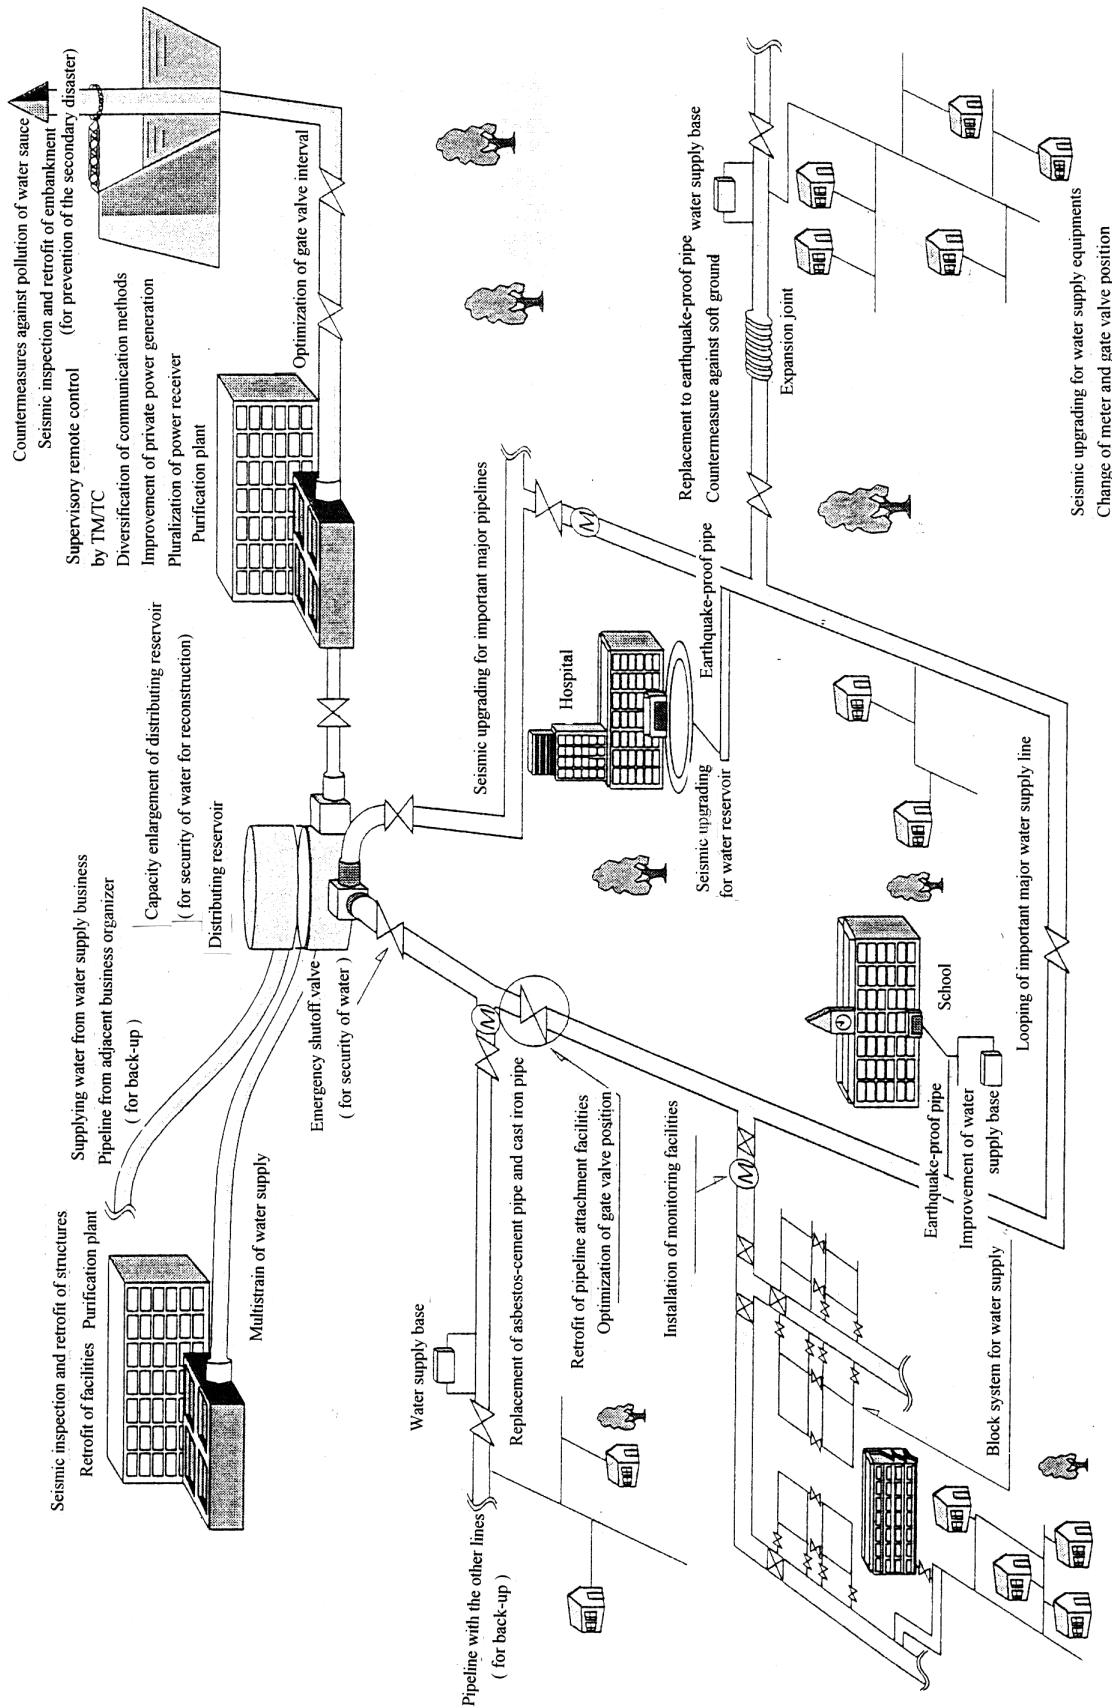 Seismic inspection and retrofit of structures
Retrofit of facilities Purification plant
Multistrain of water supply
Supplying water from water supply business
Pipeline from adjacent business organizer
( for back-up )
Capacity enlargement of distributing reservoir
( for security of water for reconstruction)
Distributing reservoir
Emergency shutoff valve
( for security of water )
Countermeasures against pollution of water sauce
Seismic inspection and retrofit of embankment
(for prevention of the secondary disaster)
Supervisory remote control
by TM/TC
Diversification of communication methods
Improvement of private power generation
Pluralization of power receiver
Purification plant
Optimization of gate valve interval
Water supply base
Pipeline with the other lines
( for back-up )
Replacement of asbestos-cement pipe and cast iron pipe
M
Retrofit of pipeline attachment facilities
Optimization of gate valve position
Installation of monitoring facilities
M
Seismic upgrading for important major pipelines
M
Hospital
Seismic upgrading
for water reservoir
Earthquake-proof pipe
Replacement to earthquake-proof pipe
Countermeasure against soft ground
water supply base
Expansion joint
School
Earthquake-proof pipe
Improvement of water
supply base
Looping of important major water supply line
Block system for water supply
Seismic upgrading for water supply equipments
Change of meter and gate valve position